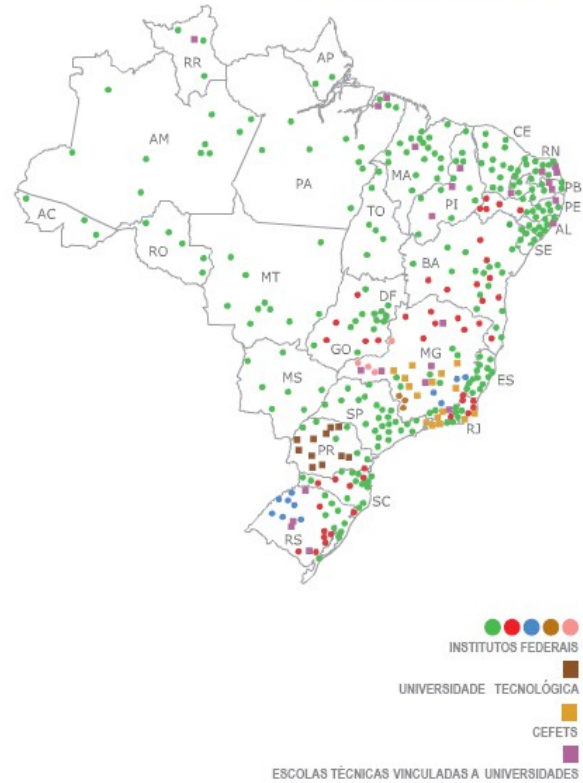 RR
AP
AM
PA
CE
RN
MA
PB
PI
PE
AC
TO
AL
SE
RO
BA
MT
DF
GO
MG
MS
ES
SP
RJ
PR
SC
RS
INSTITUTOS FEDERAIS
UNIVERSIDADE TECNOLÓGICA
CEFETS
ESCOLAS TÉCNICAS VINCULADAS A UNIVERSIDADES